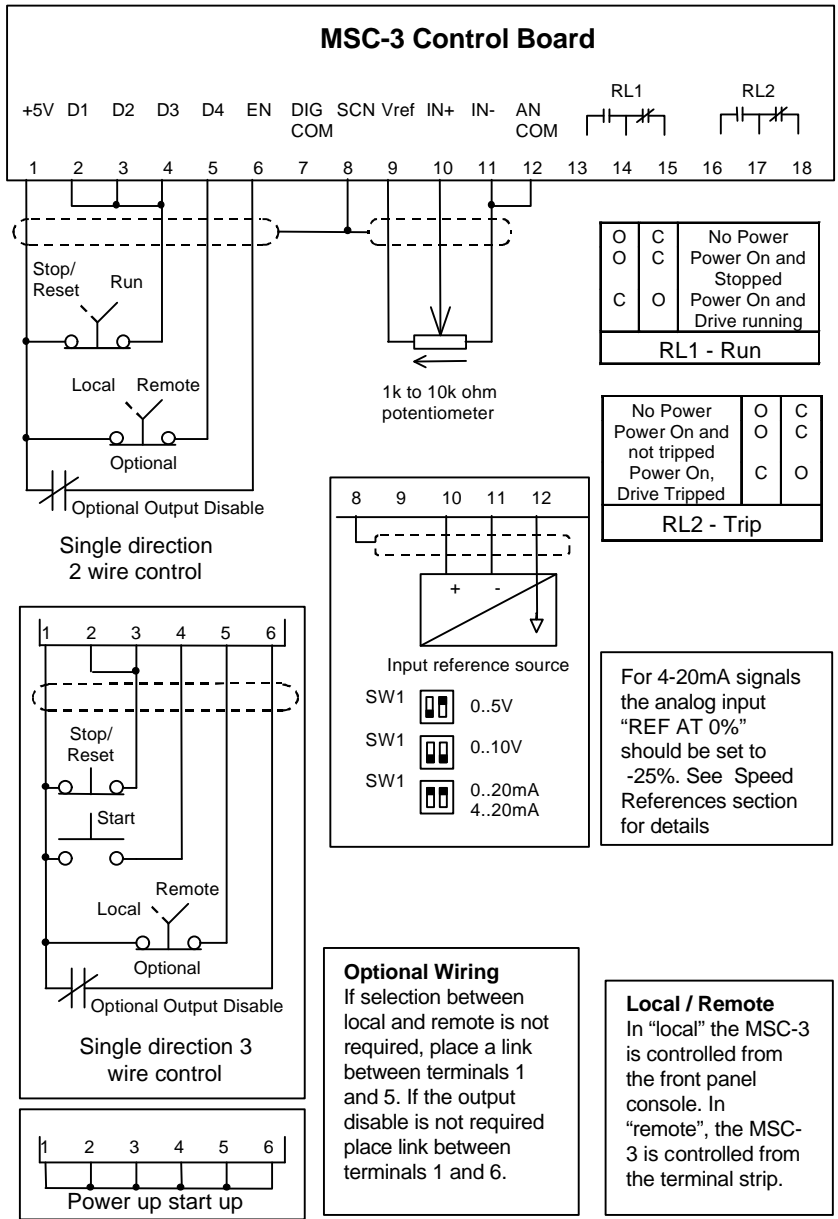 MSC-3 Control Board
RL1 RL2
+5V D1 D2 D3 D4 EN DIG COM SCN Vref IN+ IN- AN COM
1 2 3 4 5 6 7 8 9 10 11 12 13 14 15 16 17 18
Stop/
Reset
Run
Local Remote
Optional
Optional Output Disable
Single direction
2 wire control
1k to 10k ohm
potentiometer
O C No Power
O C Power On and
Stopped
C O Power On and
Drive running
RL1 - Run
No Power O C
Power On and O C
not tripped
Power On, C O
Drive Tripped
RL2 - Trip
8 9 10 11 12
+ -
Input reference source
SW1 0..5V
SW1 0..10V
SW1 0..20mA
4..20mA
For 4-20mA signals
the analog input
“REF AT 0%”
should be set to
-25%. See Speed
References section
for details
1 2 3 4 5 6
Stop/
Reset
Start
Remote
Local
Optional
Optional Output Disable
Single direction 3
wire control
1 2 3 4 5 6
Power up start up
Optional Wiring
If selection between
local and remote is not
required, place a link
between terminals 1
and 5. If the output
disable is not required
place link between
terminals 1 and 6.
Local / Remote
In “local” the MSC-3
is controlled from
the front panel
console. In
“remote”, the MSC-
3 is controlled from
the terminal strip.